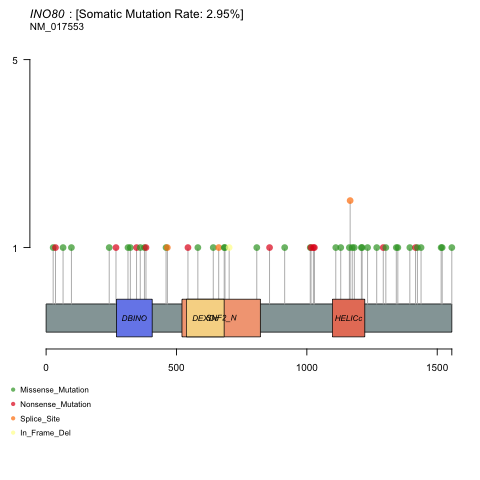 INO80 : [Somatic Mutation Rate: 2.95%]
NM_017553
5
1
DBINO
SNF2_N
HELICc
0
500
1000
1500
Missense_Mutation
Nonsense_Mutation
Splice_Site
In_Frame_Del